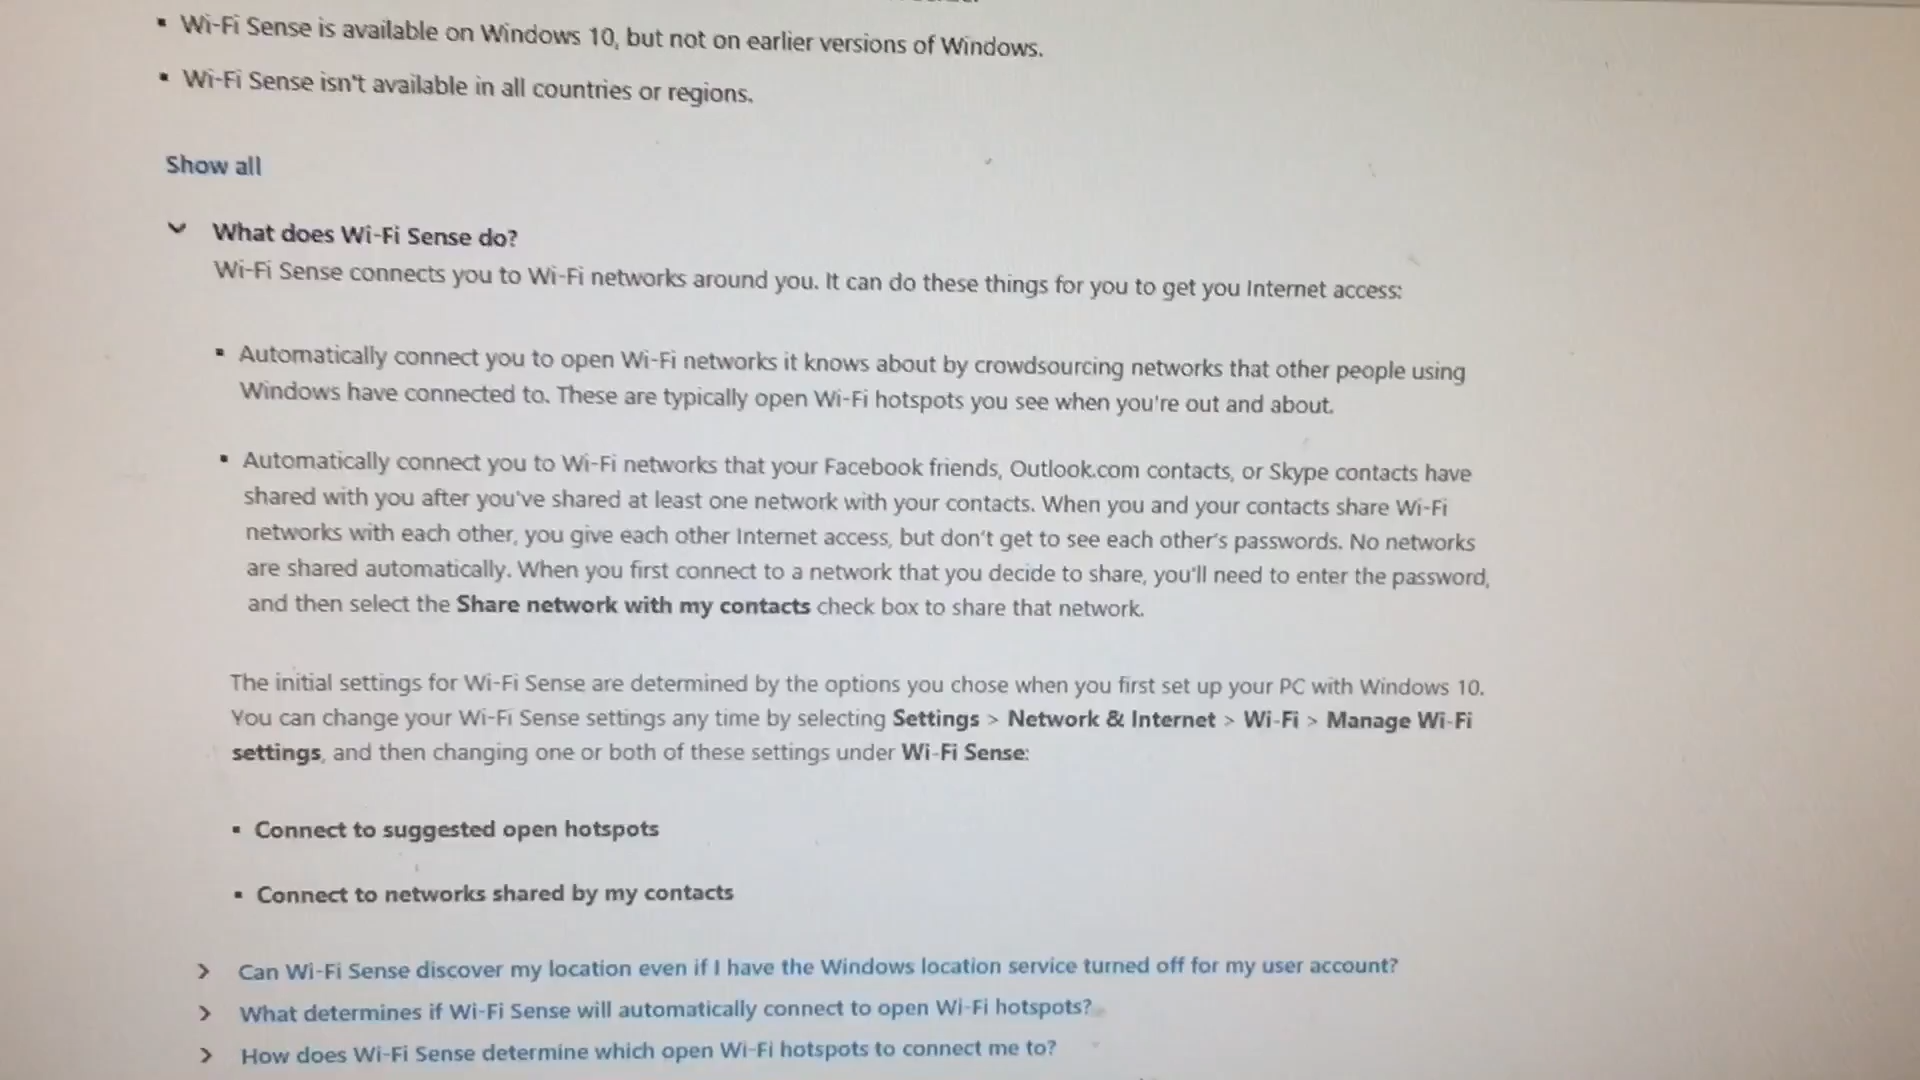 Wi-Fi Sense is available on Windows 10, but not on earlier versions of Windows.
Wi-Fi Sense isn't available in all countries or regions.
Show all
What does Wi-Fi Sense do?
Wi-Fi Sense connects you to Wi-Fi networks around you. It can do these things for you to get you Internet access:
Automatically connect you to open Wi-Fi networks it knows about by crowdsourcing networks that other people using
Windows have connected to. These are typically open Wi-Fi hotspots you see when you're out and about.
Automatically connect you to Wi-Fi networks that your Facebook friends, Outlook.com contacts, or Skype contacts have
shared with you after you've shared at least one network with your contacts. When you and your contacts share Wi-Fi
networks with each other, you give each other Internet access, but don't get to see each other's passwords. No networks
are shared automatically. When you first connect to a network that you decide to share, you'll need to enter the password,
and then select the Share network with my contacts check box to share that network.
The initial settings for Wi-Fi Sense are determined by the options you chose when you first set up your PC with Windows 10.
You can change your Wi-Fi Sense settings any time by selecting Settings > Network & Internet > Wi-Fi > Manage Wi-Fi
settings, and then changing one or both of these settings under Wi-Fi Sense:
Connect to suggested open hotspots
Connect to networks shared by my contacts
Can Wi-Fi Sense discover my location even if I have the Windows location service turned off for my user account?
What determines if Wi-Fi Sense will automatically connect to open Wi-Fi hotspots?
How does Wi-Fi Sense determine which open Wi-Fi hotspots to connect me to?